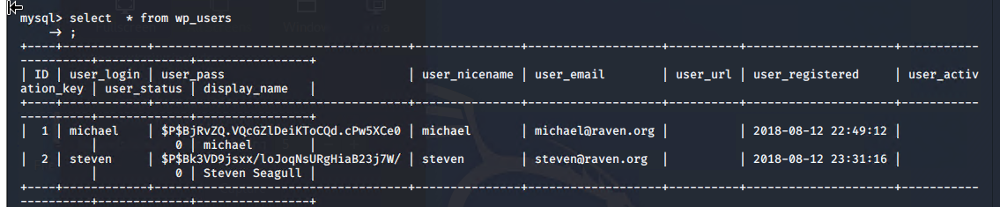 mysql> select  * from wp_users
    -> ;
+----+------------+------------------------------------+---------------+-------------------+----------+---------------------+-----------
----------+-------------+----------------+
| ID | user_login | user_pass                          | user_nicename | user_email        | user_url | user_registered     | user_activ
ation_key | user_status | display_name   |
+----+------------+------------------------------------+---------------+-------------------+----------+---------------------+-----------
----------+-------------+----------------+
|  1 | michael    | $P$BjRvZQ.VQcGZlDeiKToCQd.cPw5XCe0 | michael       | michael@raven.org |          | 2018-08-12 22:49:12 |
          |           0 | michael        |
|  2 | steven     | $P$Bk3VD9jsxx/loJoqNsURgHiaB23j7W/ | steven        | steven@raven.org  |          | 2018-08-12 23:31:16 |
          |           0 | Steven Seagull |
+----+------------+------------------------------------+---------------+-------------------+----------+---------------------+-----------
----------+-------------+----------------+